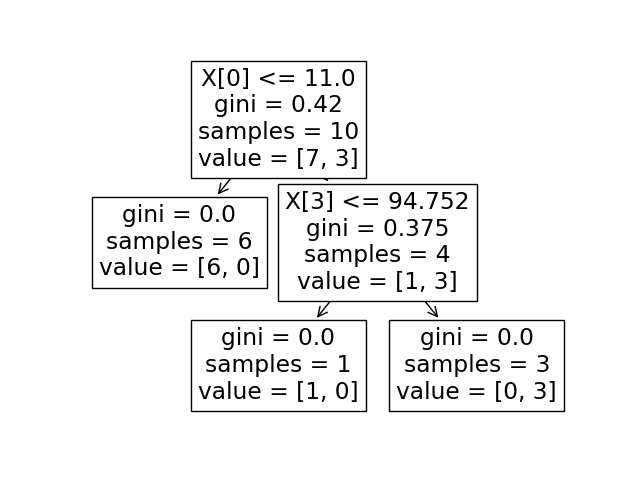 X[0] <= 11.0
gini = 0.42
samples = 10
value = [7, 3]
gini = 0.0
samples = 6
value = [6, 0]
X[3] <= 94.752
gini = 0.375
samples = 4
value = [1, 3]
gini = 0.0
samples = 1
value = [1, 0]
gini = 0.0
samples = 3
value = [0, 3]